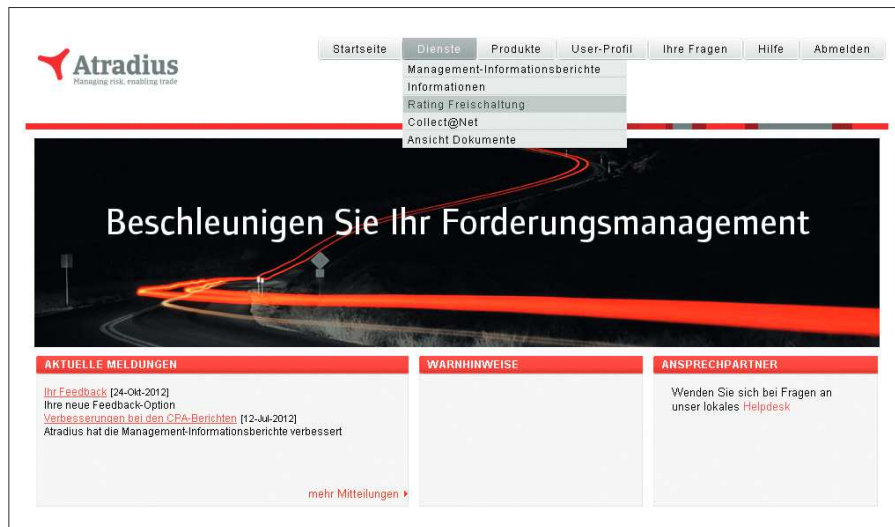 Startseite Dienste Produkte User-Profil Ihre Fragen Hilfe Abmelden
Atradius
Managing risk, enabling trade
Management-Informationsberichte
Informationen
Rating Freischaltung
Collect@Net
Ansicht Dokumente
Beschleunigen Sie Ihr Forderungsmanagement
AKTUELLE MELDUNGEN
Ihr Feedback [24-Okt-2012]
Ihre neue Feedback-Option
Verbesserungen bei den CPA-Berichten [12-Jul-2012]
Atradius hat die Management-Informationsberichte verbessert
mehr Mitteilungen
WARNHINWEISE
ANSPRECHPARTNER
Wenden Sie sich bei Fragen an
unser lokales Helpdesk